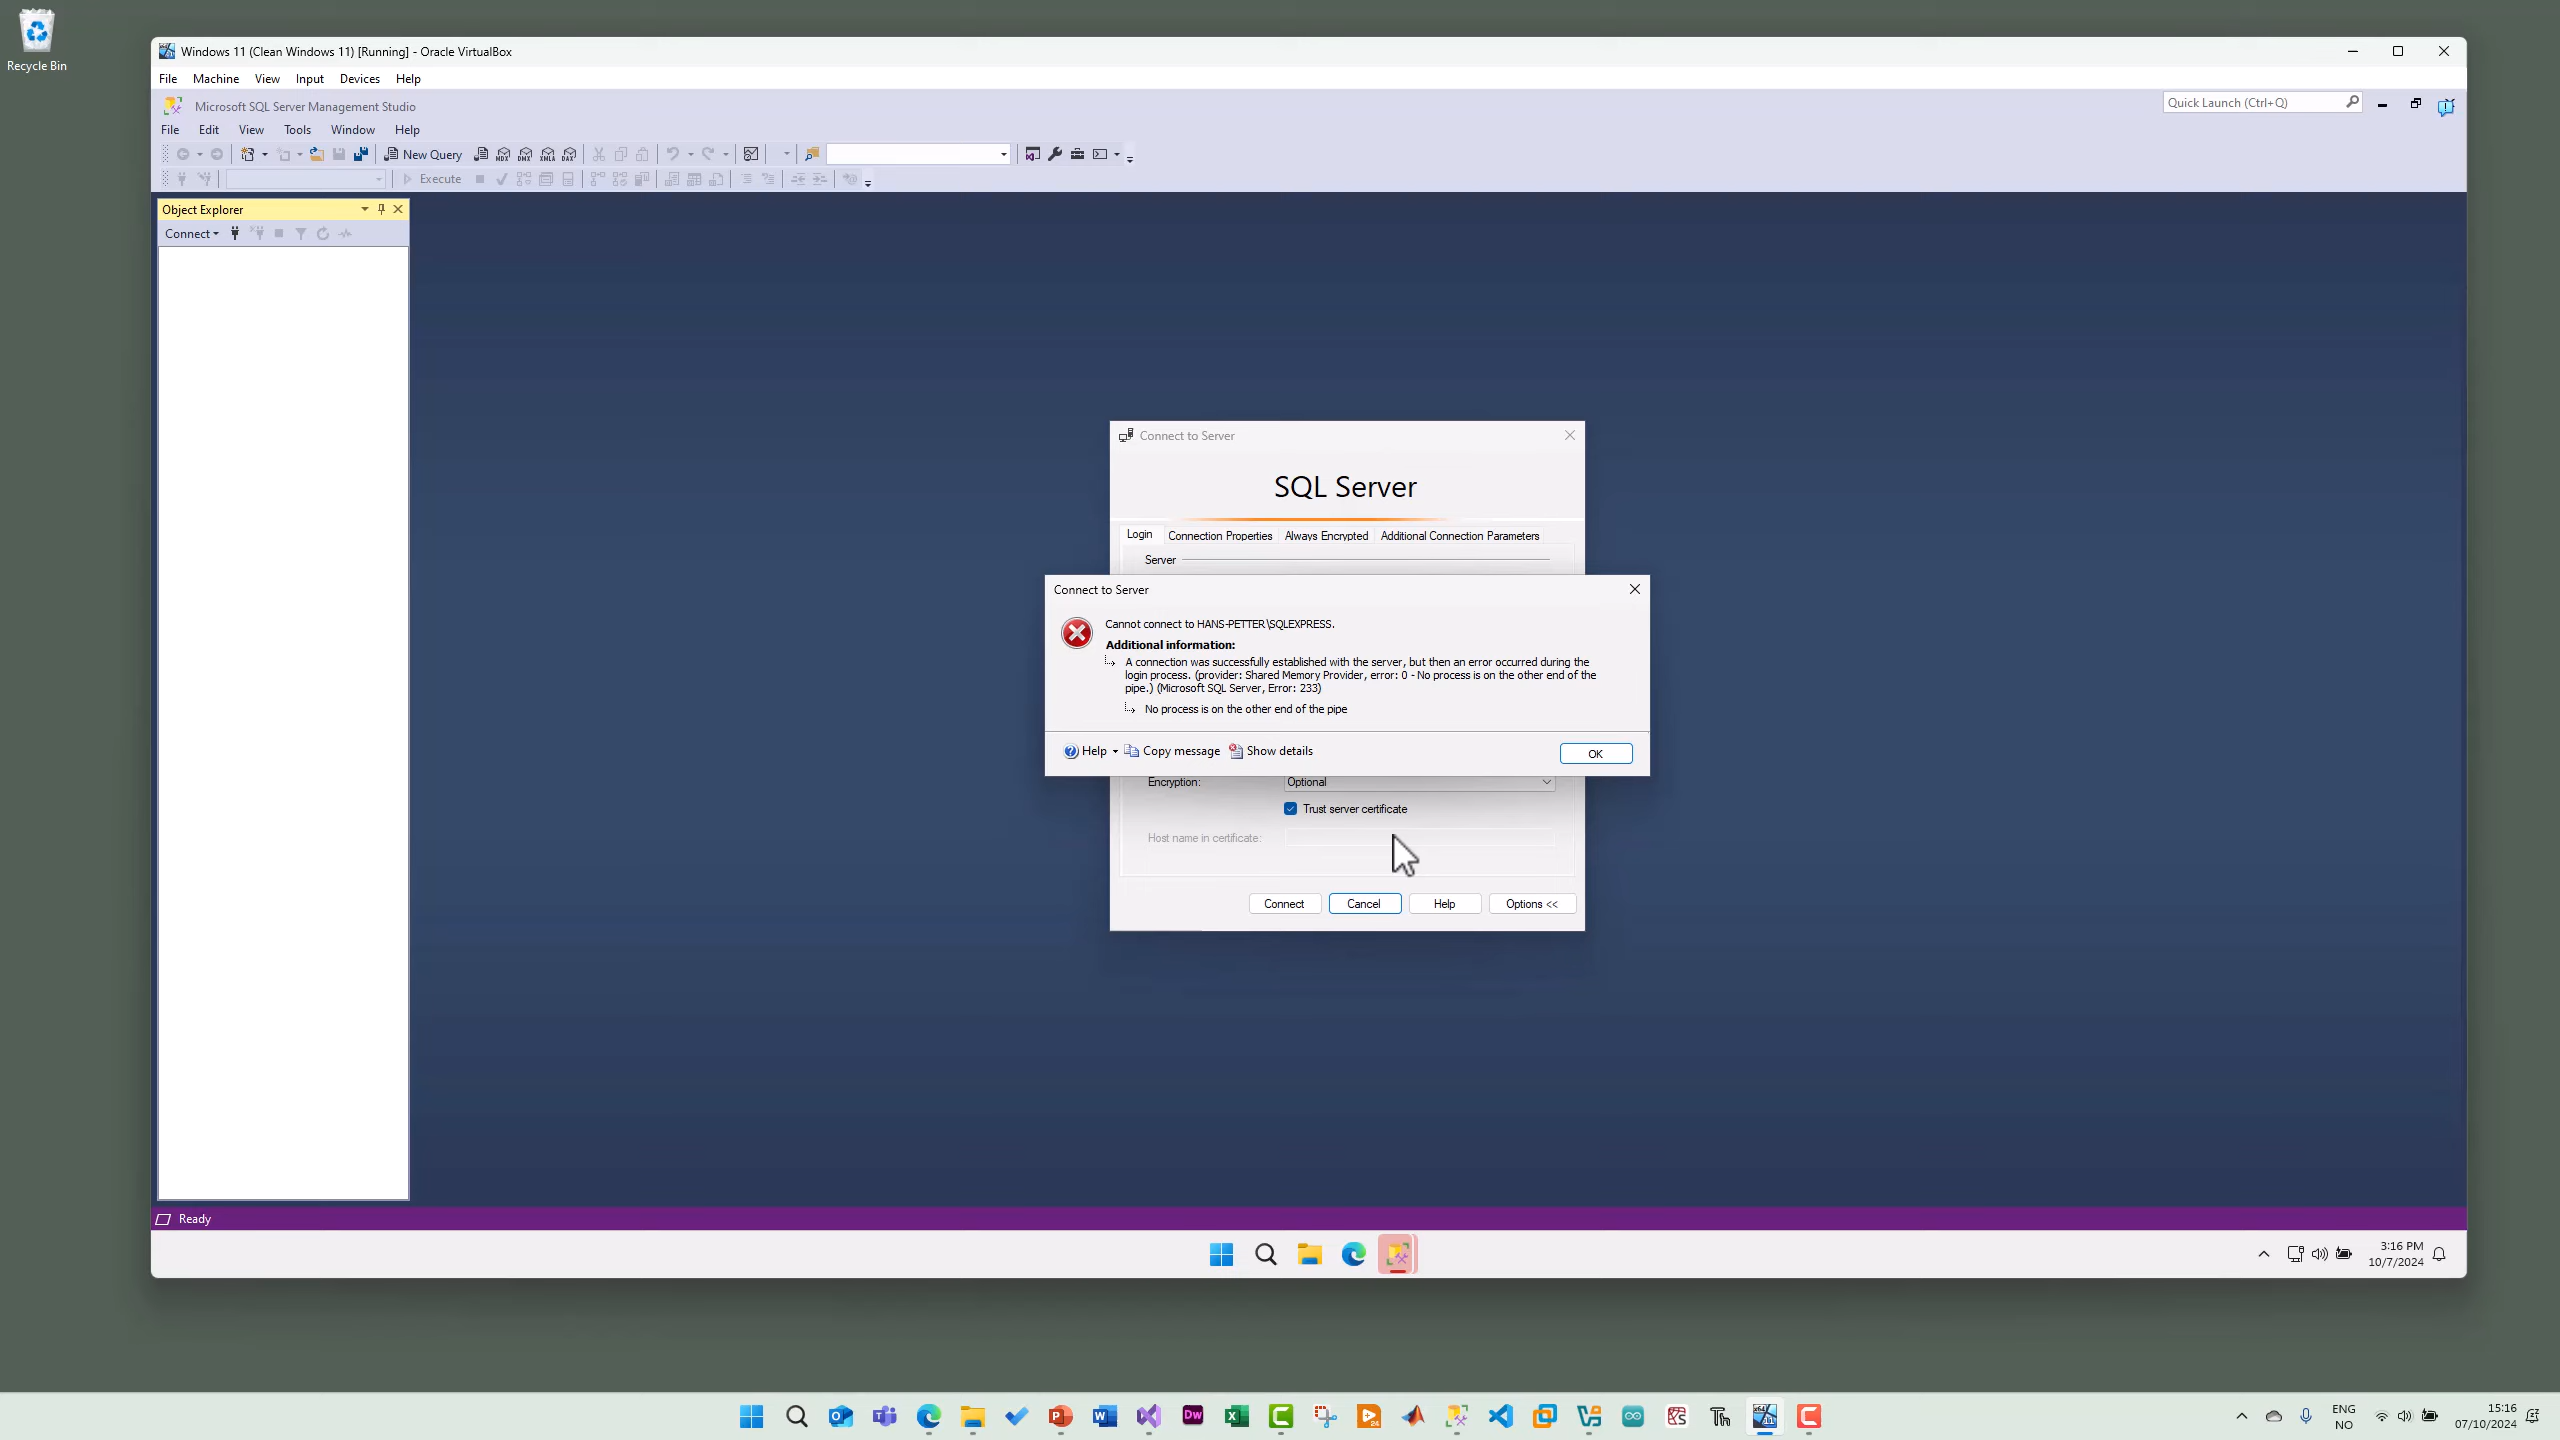 Recycle Bin
Windows 11 (Clean Windows 11) [Running] - Oracle VirtualBox
File Machine View Input Devices Help
Microsoft SQL Server Management Studio
Quick Launch (Ctrl+Q)
File Edit View Tools Window Help
New Query
MDX DMX XMLA DAX
Execute
Object Explorer
Connect
Connect to Server
SQL Server
Login Connection Properties Always Encrypted Additional Connection Parameters
Server
Connect to Server
Cannot connect to HANS-PETTER\SQLEXPRESS.
Additional information:
A connection was successfully established with the server, but then an error occurred during the
login process. (provider: Shared Memory Provider, error: 0 - No process is on the other end of the
pipe.) (Microsoft SQL Server, Error: 233)
No process is on the other end of the pipe
Help Copy message Show details OK
Encryption: Optional
Trust server certificate
Host name in certificate:
Connect Cancel Help Options <<
Ready
3:16 PM
10/7/2024
ENG
NO
15:16
07/10/2024